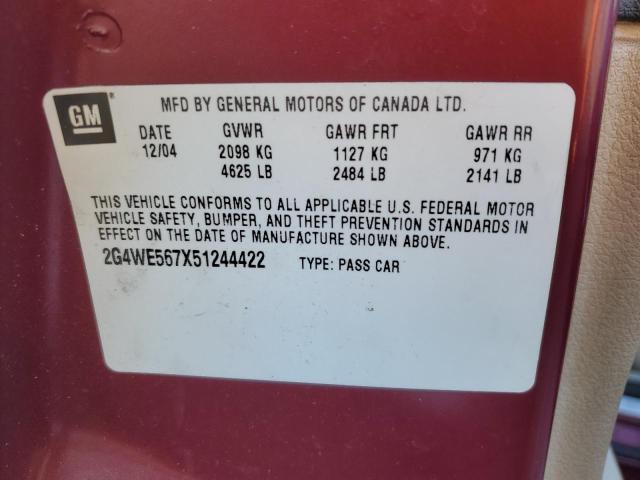 GM®
MFD BY GENERAL MOTORS OF CANADA LTD.
DATE GVWR GAWR FRT GAWR RR
12/04 2098 KG 1127 KG 971 KG
4625 LB 2484 LB 2141 LB
THIS VEHICLE CONFORMS TO ALL APPLICABLE U.S. FEDERAL MOTOR
VEHICLE SAFETY, BUMPER, AND THEFT PREVENTION STANDARDS IN
EFFECT ON THE DATE OF MANUFACTURE SHOWN ABOVE.
2G4WE567X51244422 TYPE: PASS CAR